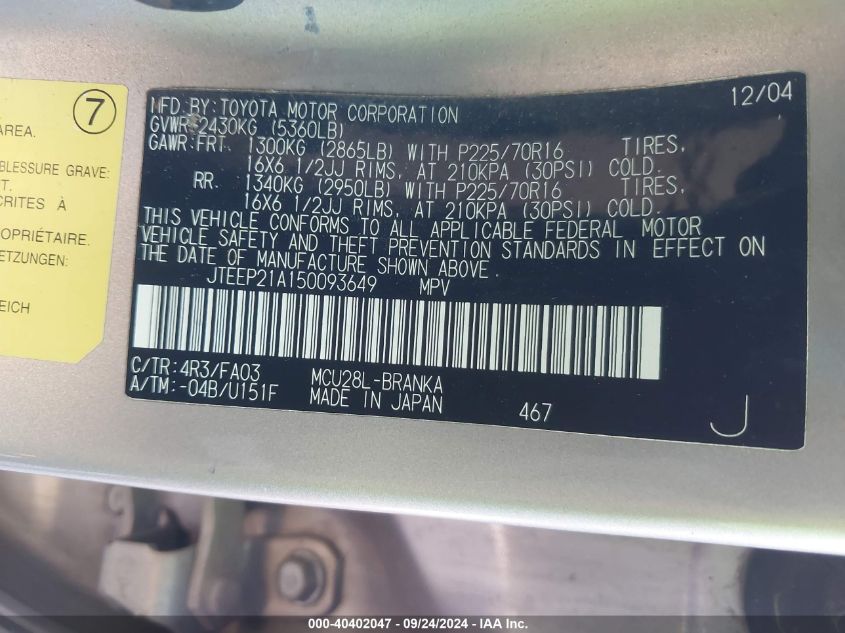 7
AREA.
BLESSURE GRAVE:
T.
CRITES À
ROPRIÉTAIRE.
ETZUNGEN:
EICH
12/04
MFD.BY:TOYOTA MOTOR CORPORATION
GVWR 2430KG (5360LB)
GAWR:FRT. 1300KG (2865LB) WITH P225/70R16 TIRES,
16X6 1/2JJ RIMS, AT 210KPA (30PSI) COLD.
RR. 1340KG (2950LB) WITH P225/70R16 TIRES,
16X6 1/2JJ RIMS, AT 210KPA (30PSI) COLD.
THIS VEHICLE CONFORMS TO ALL APPLICABLE FEDERAL MOTOR
VEHICLE SAFETY AND THEFT PREVENTION STANDARDS IN EFFECT ON
THE DATE OF MANUFACTURE SHOWN ABOVE.
JTEEP21A150093649 MPV
C/TR:4R3/FA03 MCU28L-BRANKA
A/TM:-04B/U151F MADE IN JAPAN 467 J
000-40402047 - 09/24/2024 - IAA Inc.